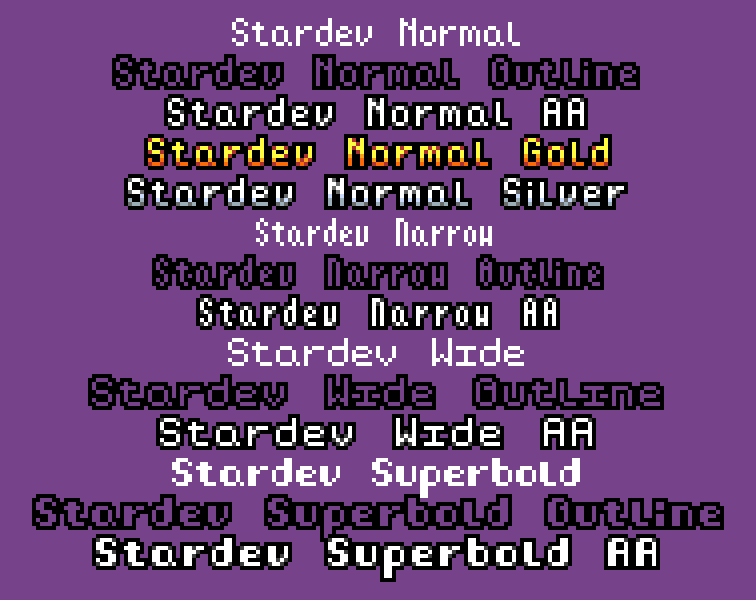 Stardev Normal
Stardev Normal Outline
Stardev Normal AA
Stardev Normal Gold
Stardev Normal Silver
Stardev Narrow
Stardev Narrow Outline
Stardev Narrow AA
Stardev Wide
Stardev Wide Outline
Stardev Wide AA
Stardev Superbold
Stardev Superbold Outline
Stardev Superbold AA